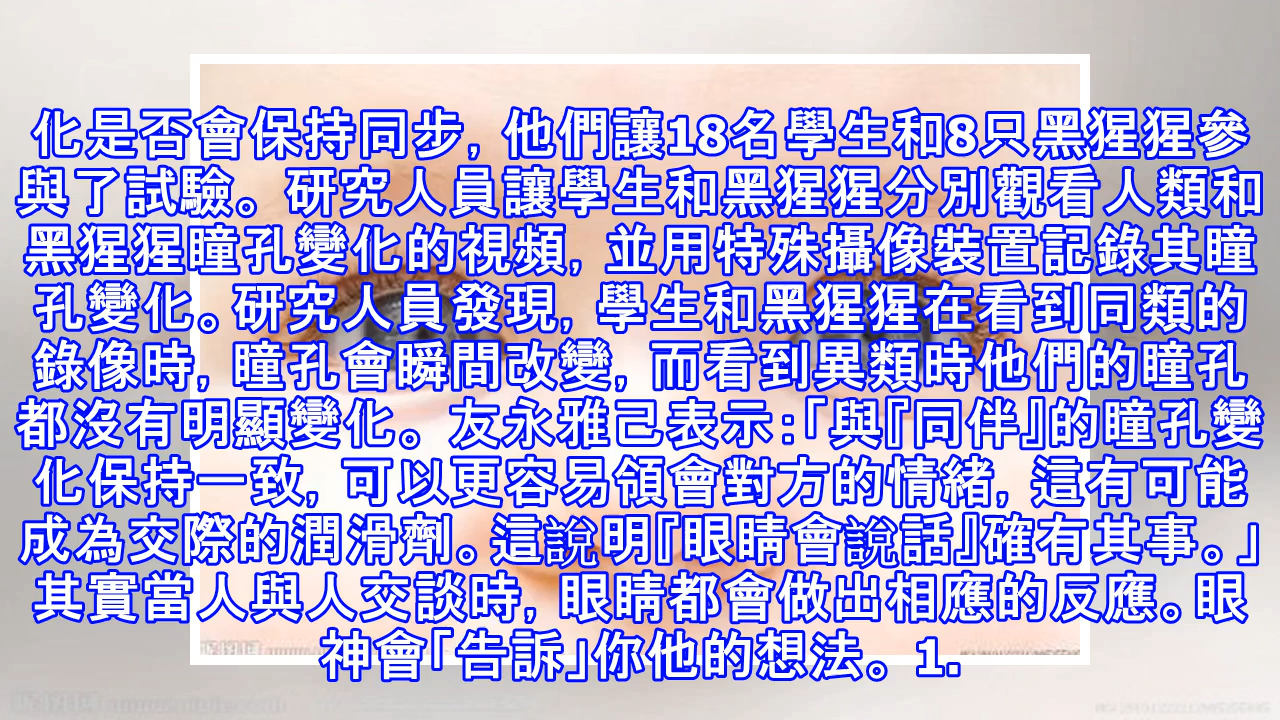 化是否會保持同步, 他們讓18名學生和8只黑猩猩參
與了試驗。研究人員讓學生和黑猩猩分別觀看人類和
黑猩猩瞳孔變化的視頻, 並用特殊攝像裝置記錄其瞳
孔變化。研究人員發現, 學生和黑猩猩在看到同類的
錄像時, 瞳孔會瞬間改變, 而看到異類時他們的瞳孔
都沒有明顯變化。友永雅己表示:「與『同伴』的瞳孔變
化保持一致, 可以更容易領會對方的情緒, 這有可能
成為交際的潤滑劑。這說明『眼睛會說話』確有其事。」
其實當人與人交談時, 眼睛都會做出相應的反應。眼
神會「告訴」你他的想法。 1.